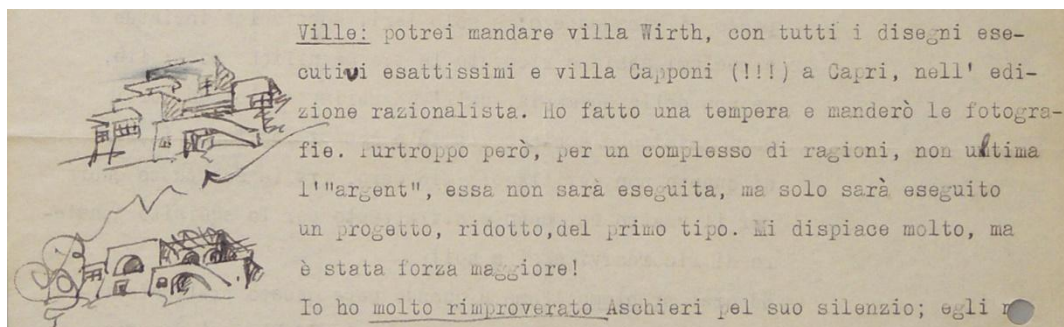 Ville: potrei mandare villa Wirth, con tutti i disegni ese-
cutivi esattissimi e villa Capponi (!!!) a Capri, nell' edi-
zione razionalista. Ho fatto una tempera e manderò le fotogra-
fie. Purtroppo però, per un complesso di ragioni, non ultima
l'"argent", essa non sarà eseguita, ma solo sarà eseguito
un progetto, ridotto,del primo tipo. Mi dispiace molto, ma
è stata forza maggiore!
Io ho molto rimproverato Aschieri pel suo silenzio; egli